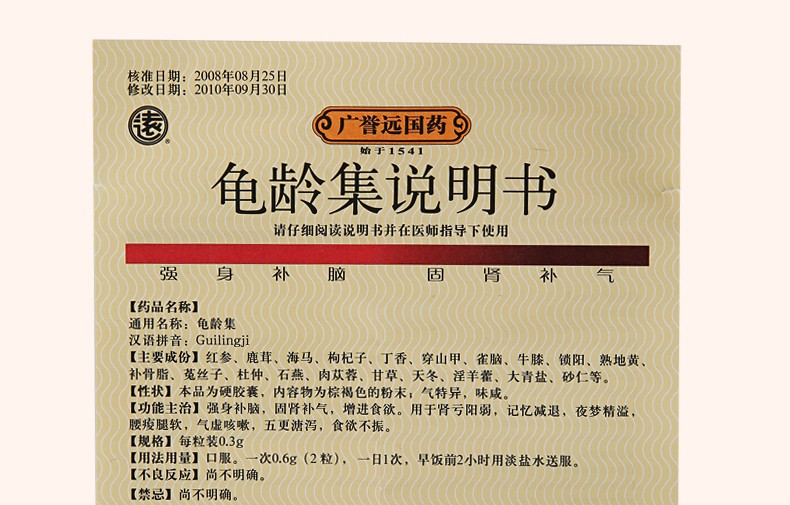 核准日期：2008年08月25日
修改日期：2010年09月30日
远
®
广誉远国药
始于1541
龟龄集说明书
请仔细阅读说明书并在医师指导下使用
强身补脑 固肾补气
【药品名称】
通用名称：龟龄集
汉语拼音：Guilingji
【主要成份】红参、鹿茸、海马、枸杞子、丁香、穿山甲、雀脑、牛膝、锁阳、熟地黄、
补骨脂、菟丝子、杜仲、石燕、肉苁蓉、甘草、天冬、淫羊藿、大青盐、砂仁等。
【性状】本品为硬胶囊，内容物为棕褐色的粉末；气特异，味咸。
【功能主治】强身补脑，固肾补气，增进食欲。用于肾亏阳弱，记忆减退，夜梦精溢，
腰痠腿软，气虚咳嗽，五更溏泻，食欲不振。
【规格】每粒装0.3g
【用法用量】口服。一次0.6g（2粒），一日1次，早饭前2小时用淡盐水送服。
【不良反应】尚不明确。
【禁忌】尚不明确。